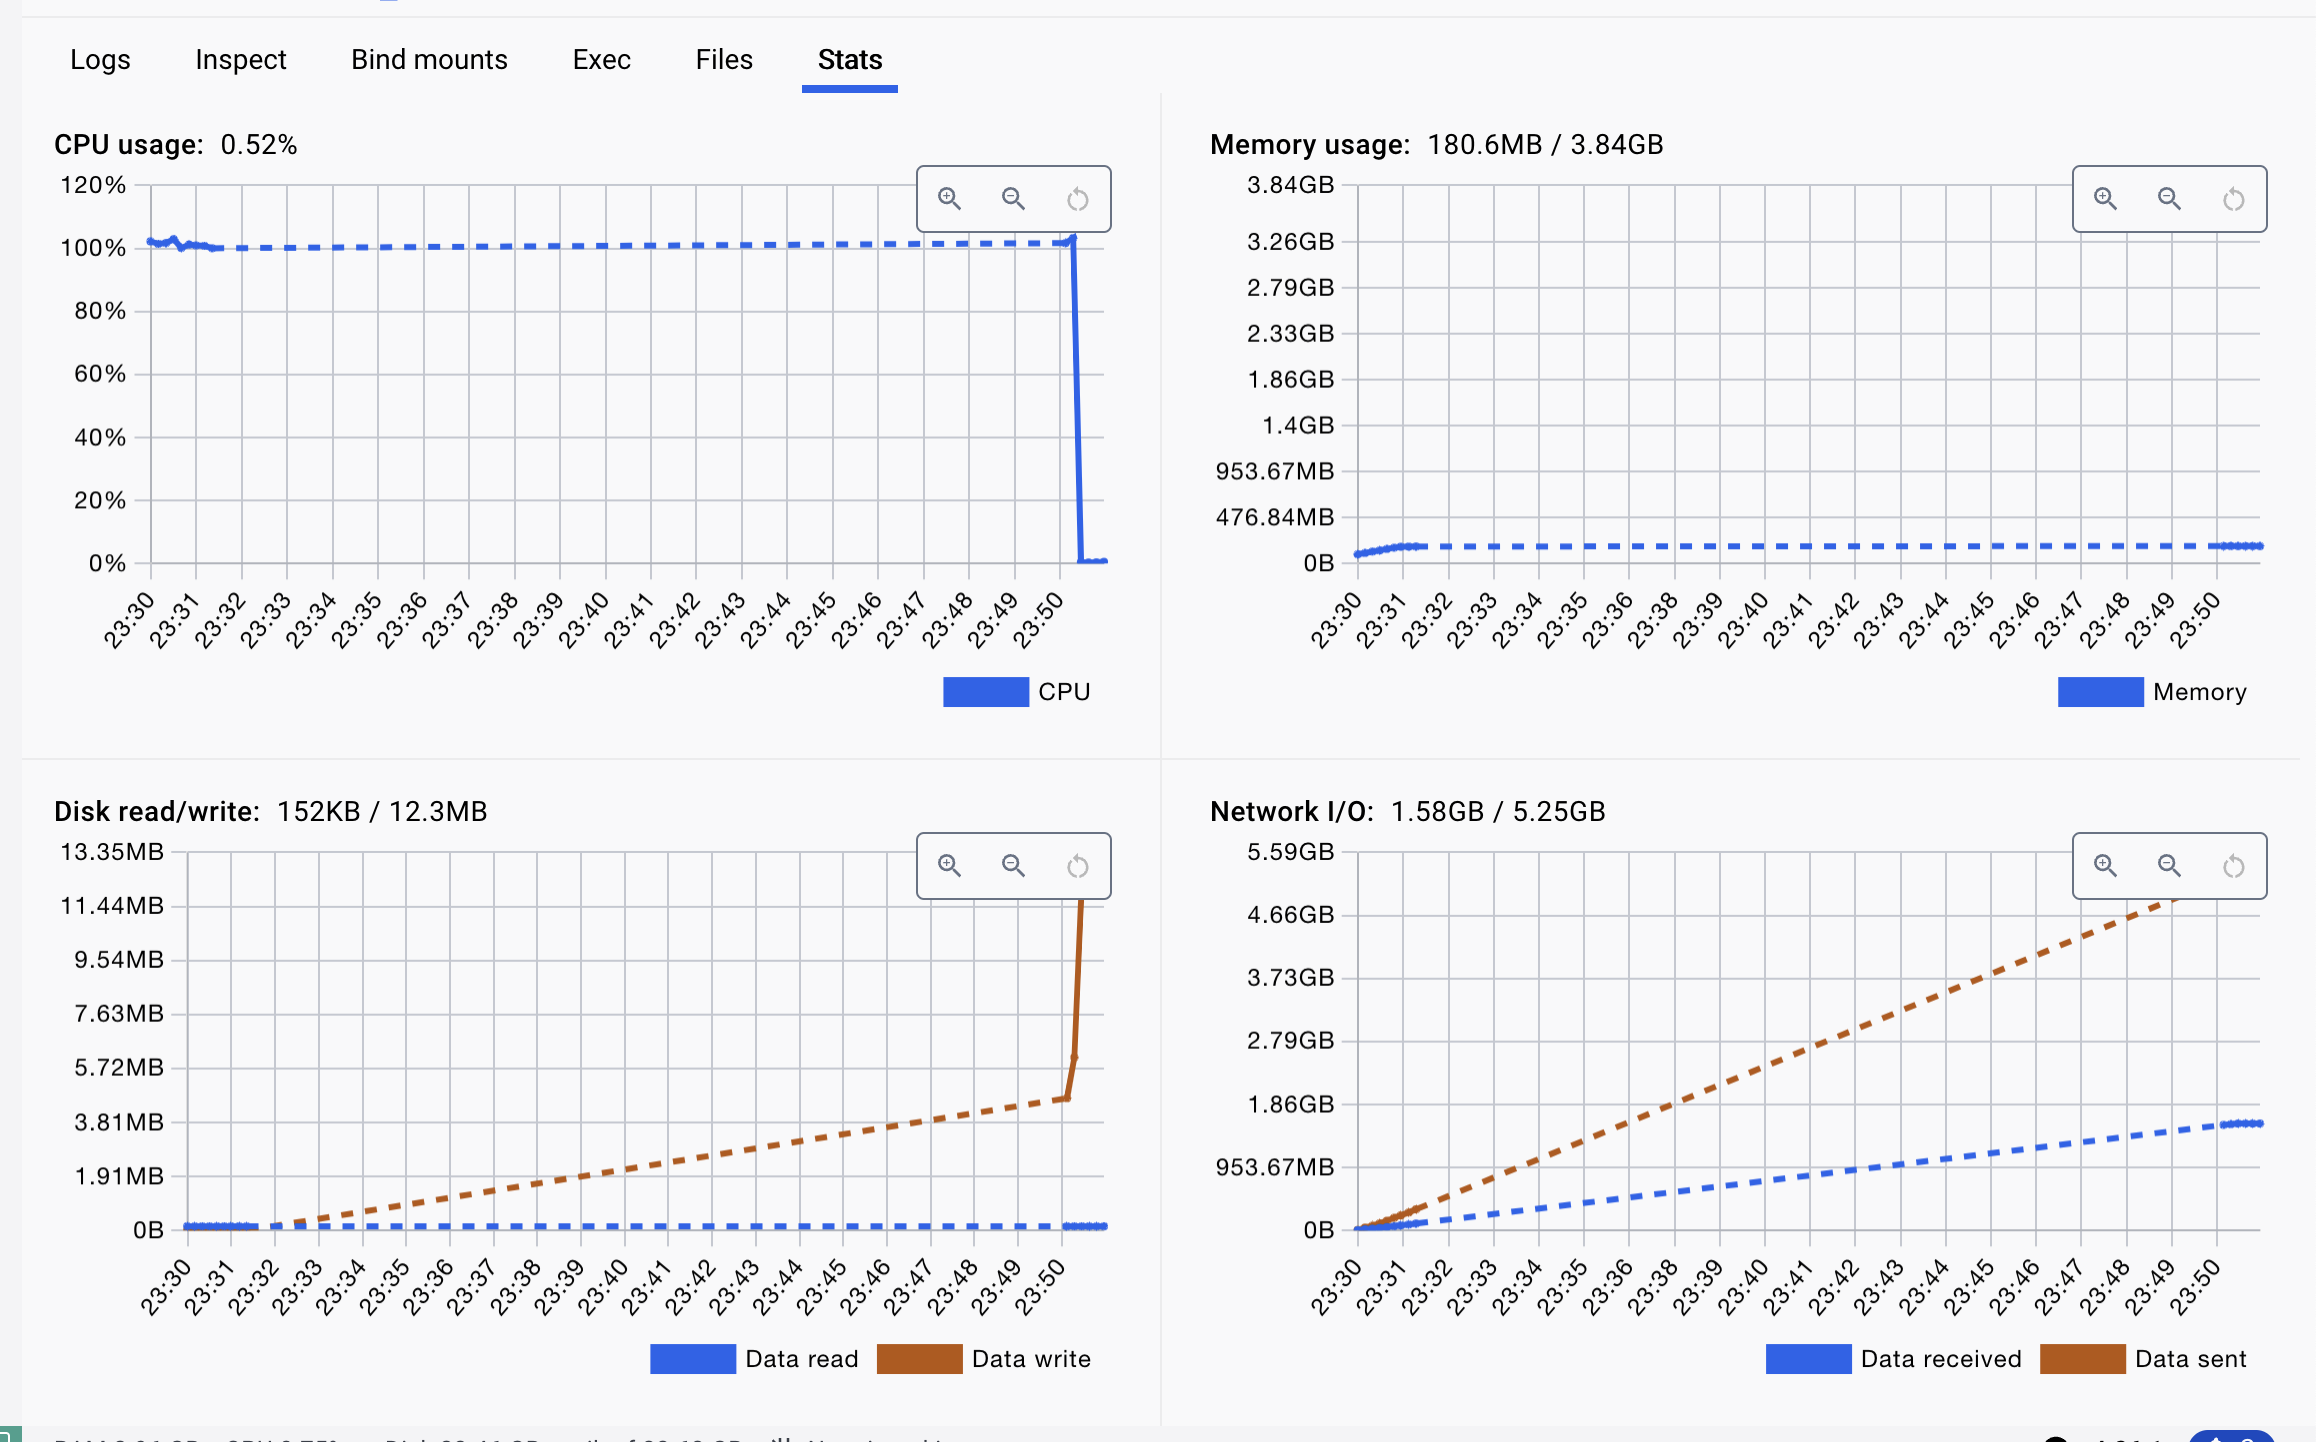 Logs Inspect Bind mounts Exec Files Stats
CPU usage: 0.52%
120%
100%
80%
60%
40%
20%
0%
23:30 23:31 23:32 23:33 23:34 23:35 23:36 23:37 23:38 23:39 23:40 23:41 23:42 23:43 23:44 23:45 23:46 23:47 23:48 23:49 23:50
CPU
Memory usage: 180.6MB / 3.84GB
3.84GB
3.26GB
2.79GB
2.33GB
1.86GB
1.4GB
953.67MB
476.84MB
0B
23:30 23:31 23:32 23:33 23:34 23:35 23:36 23:38 23:39 23:40 23:41 23:42 23:43 23:44 23:45 23:46 23:47 23:48 23:49 23:50
Memory
Disk read/write: 152KB / 12.3MB
13.35MB
11.44MB
9.54MB
7.63MB
5.72MB
3.81MB
1.91MB
0B
23:30 23:31 23:32 23:33 23:34 23:35 23:36 23:37 23:38 23:39 23:40 23:41 23:42 23:43 23:44 23:45 23:46 23:47 23:48 23:49 23:50
Data read Data write
Network I/O: 1.58GB / 5.25GB
5.59GB
4.66GB
3.73GB
2.79GB
1.86GB
953.67MB
0B
23:30 23:31 23:32 23:33 23:34 23:35 23:36 23:38 23:39 23:40 23:41 23:42 23:43 23:44 23:45 23:46 23:47 23:48 23:49 23:50
Data received Data sent